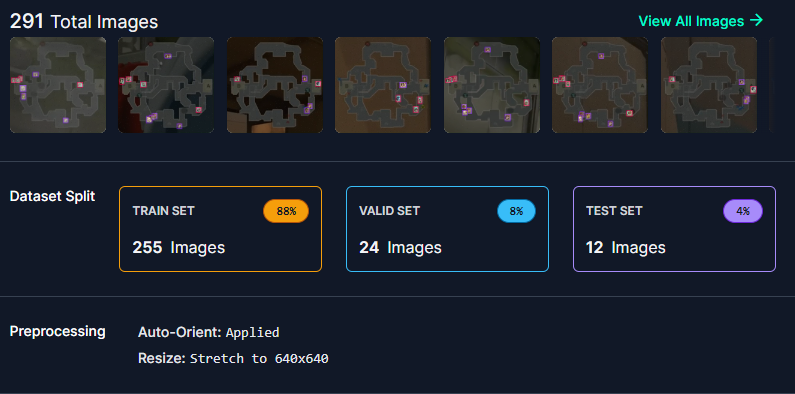 291 Total Images
View All Images →
Dataset Split
TRAIN SET
88%
255 Images
VALID SET
8%
24 Images
TEST SET
4%
12 Images
Preprocessing
Auto-Orient: Applied
Resize: Stretch to 640x640